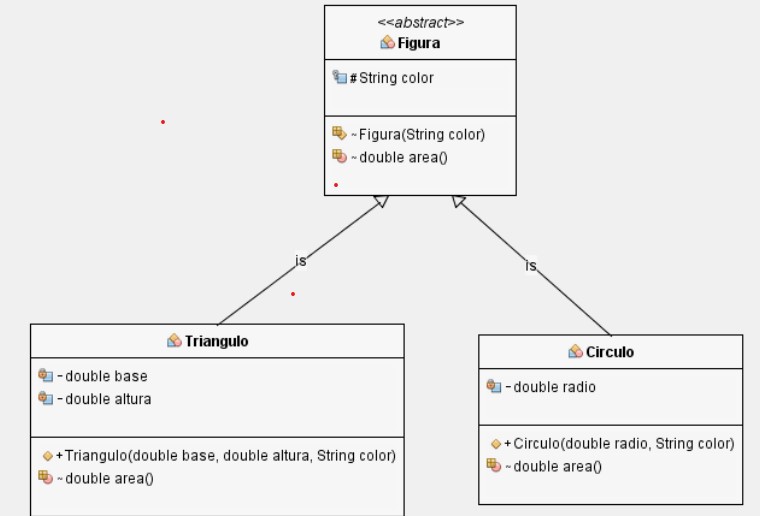 <<abstract>>
Figura
# String color
~ Figura(String color)
~ double area()
is
is
Triangulo
- double base
- double altura
+ Triangulo(double base, double altura, String color)
~ double area()
Circulo
- double radio
+ Circulo(double radio, String color)
~ double area()